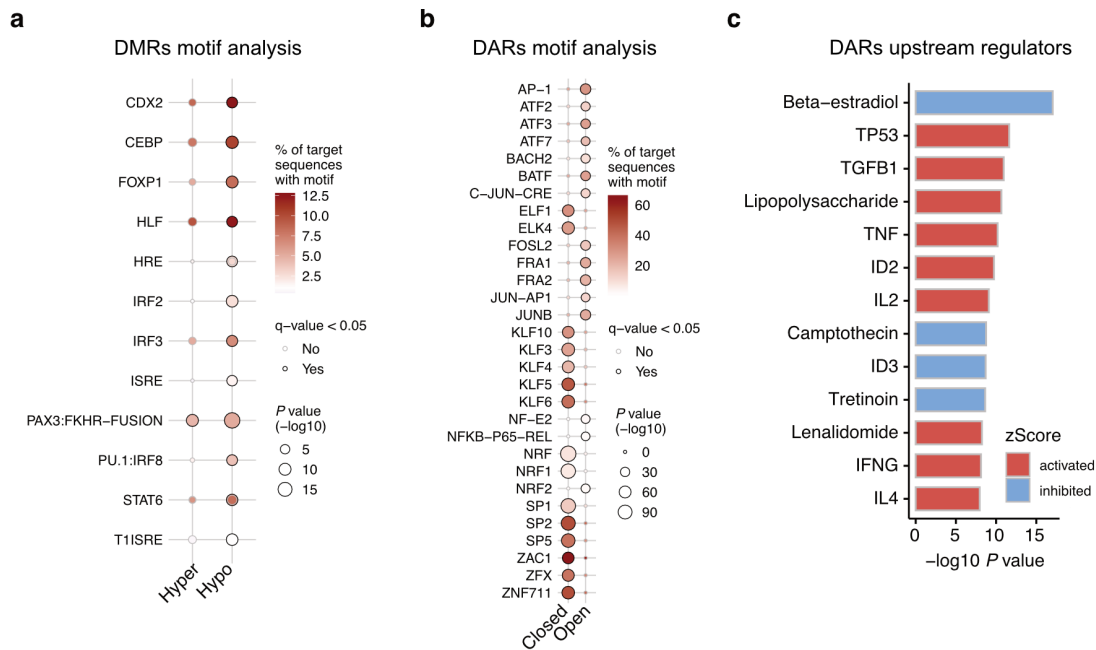 a
DMRs motif analysis
CDX2
CEBP
FOXP1
HLF
HRE
IRF2
IRF3
ISRE
PAX3:FKHR−FUSION
PU.1:IRF8
STAT6
T1ISRE
Hyper
Hypo
% of target
sequences
with motif
12.5
10.0
7.5
5.0
2.5
q−value < 0.05
No
Yes
P value
(−log10)
5
10
15
b
DARs motif analysis
AP−1
ATF2
ATF3
ATF7
BACH2
BATF
C−JUN−CRE
ELF1
ELK4
FOSL2
FRA1
FRA2
JUN−AP1
JUNB
KLF10
KLF3
KLF4
KLF5
KLF6
NF−E2
NFKB−P65−REL
NRF
NRF1
NRF2
SP1
SP2
SP5
ZAC1
ZFX
ZNF711
Closed
Open
% of target
sequences
with motif
60
40
20
q−value < 0.05
No
Yes
P value
(−log10)
0
30
60
90
c
DARs upstream regulators
Beta−estradiol
TP53
TGFB1
Lipopolysaccharide
TNF
ID2
IL2
Camptothecin
ID3
Tretinoin
Lenalidomide
IFNG
IL4
0 5 10 15
−log10 P value
zScore
activated
inhibited